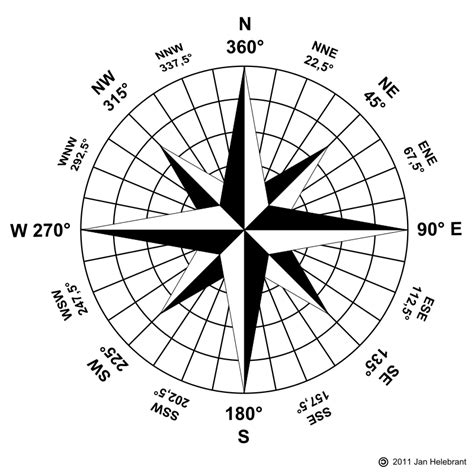 N
360°
NNE
22,5°
NE
45°
ENE
67,5°
90° E
ESE
112,5°
SE
135°
SSE
157,5°
180°
S
SSW
202,5°
SW
225°
WSW
247,5°
W 270°
WNW
292,5°
NW
315°
NNW
337,5°
2011 Jan Helebrant